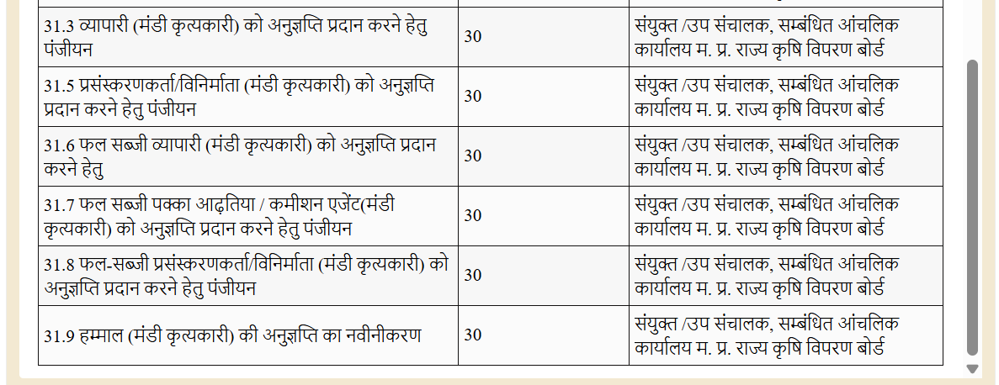 31.3 व्यापारी (मंडी कृत्यकारी) को अनुज्ञप्ति प्रदान करने हेतु
पंजीयन
30
संयुक्त /उप संचालक, सम्बंधित आंचलिक
कार्यालय म. प्र. राज्य कृषि विपरण बोर्ड
31.5 प्रसंस्करणकर्ता/विनिर्माता (मंडी कृत्यकारी) को अनुज्ञप्ति
प्रदान करने हेतु पंजीयन
30
संयुक्त /उप संचालक, सम्बंधित आंचलिक
कार्यालय म. प्र. राज्य कृषि विपरण बोर्ड
31.6 फल सब्जी व्यापारी (मंडी कृत्यकारी) को अनुज्ञप्ति प्रदान
करने हेतु
30
संयुक्त /उप संचालक, सम्बंधित आंचलिक
कार्यालय म. प्र. राज्य कृषि विपरण बोर्ड
31.7 फल सब्जी पक्का आढ़तिया / कमीशन एजेंट(मंडी
कृत्यकारी) को अनुज्ञप्ति प्रदान करने हेतु पंजीयन
30
संयुक्त /उप संचालक, सम्बंधित आंचलिक
कार्यालय म. प्र. राज्य कृषि विपरण बोर्ड
31.8 फल-सब्जी प्रसंस्करणकर्ता/विनिर्माता (मंडी कृत्यकारी) को
अनुज्ञप्ति प्रदान करने हेतु पंजीयन
30
संयुक्त /उप संचालक, सम्बंधित आंचलिक
कार्यालय म. प्र. राज्य कृषि विपरण बोर्ड
31.9 हम्माल (मंडी कृत्यकारी) की अनुज्ञप्ति का नवीनीकरण
30
संयुक्त /उप संचालक, सम्बंधित आंचलिक
कार्यालय म. प्र. राज्य कृषि विपरण बोर्ड